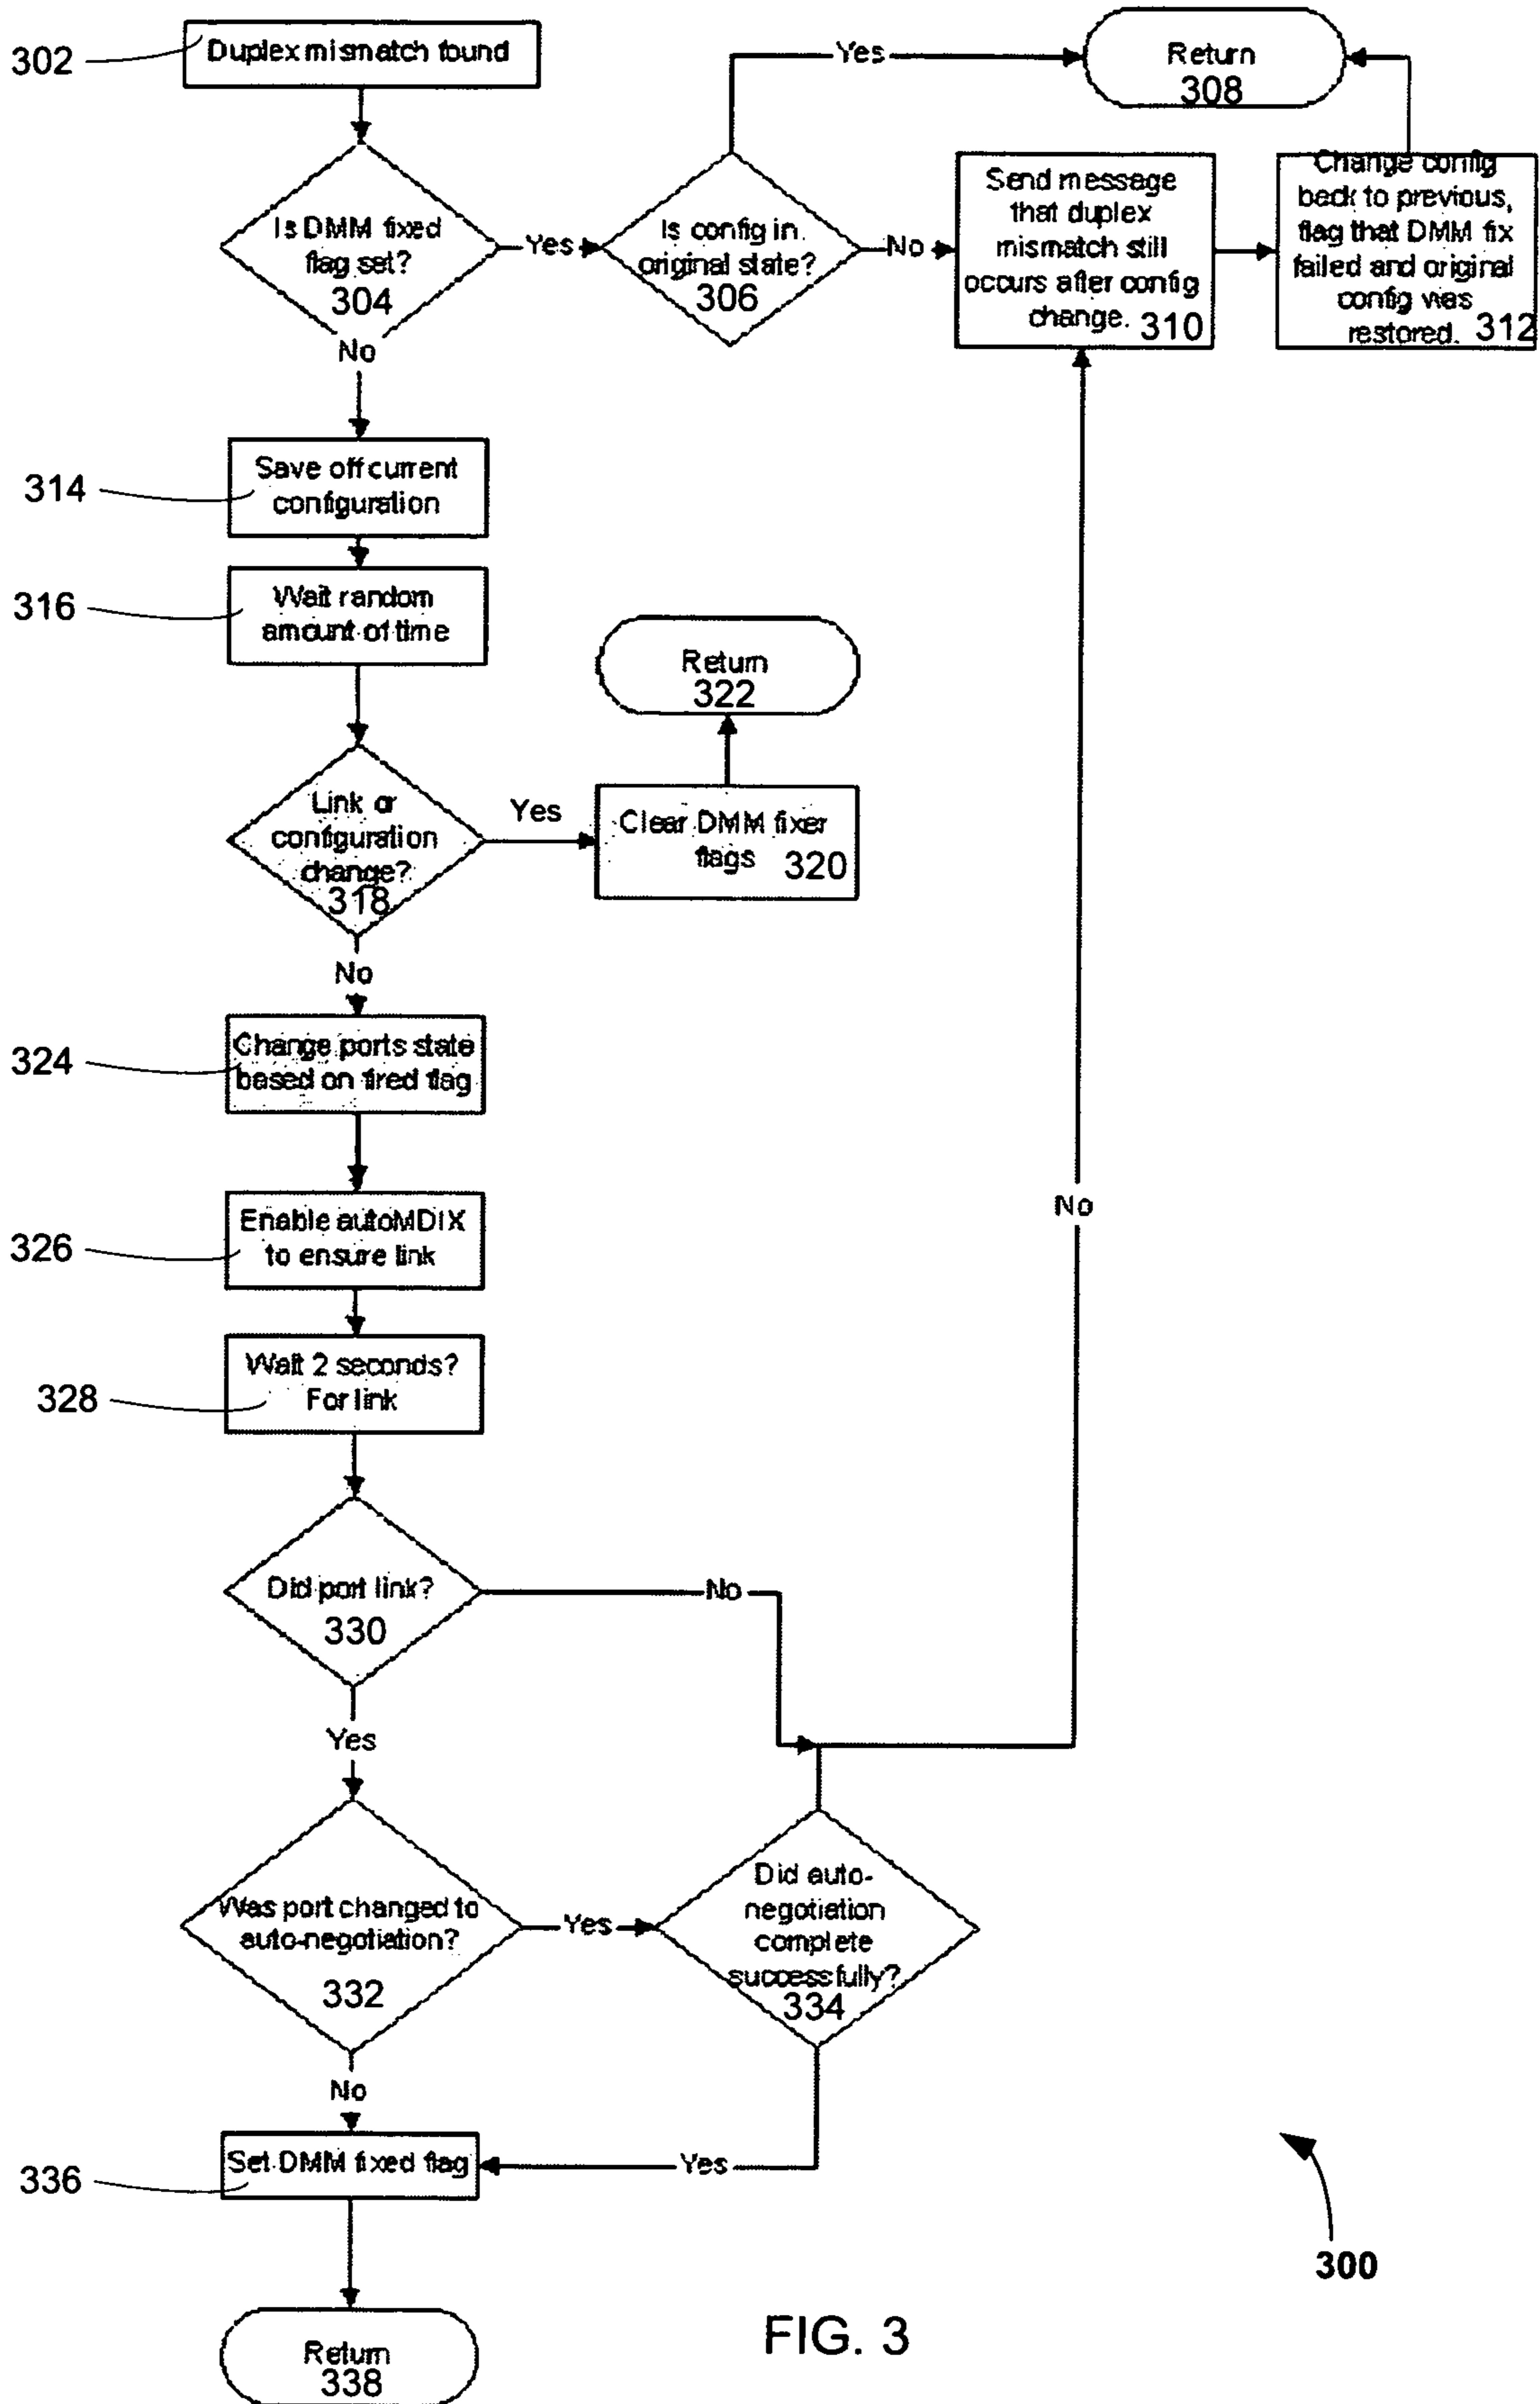 302
Duplex mismatch found
Yes
Return
308
Is DMM fixed
flag set?
304
Yes
Is config in
original state?
306
No
Send message
that duplex
mismatch still
occurs after config
change. 310
Change config
back to previous,
flag that DMM fix
failed and original
config was
restored. 312
No
314
Save off current
configuration
316
Wait random
amount of time
Return
322
Link or
configuration
change?
318
Yes
Clear DMM fixer
flags 320
No
324
Change ports state
based on fired flag
326
Enable autoMDIX
to ensure link
No
328
Wait 2 seconds?
For link
Did port link?
330
No
Yes
Was port changed to
auto-negotiation?
332
Yes
Did auto-
negotiation
complete
successfully?
334
No
336
Set DMM fixed flag
Yes
300
Return
338
FIG. 3